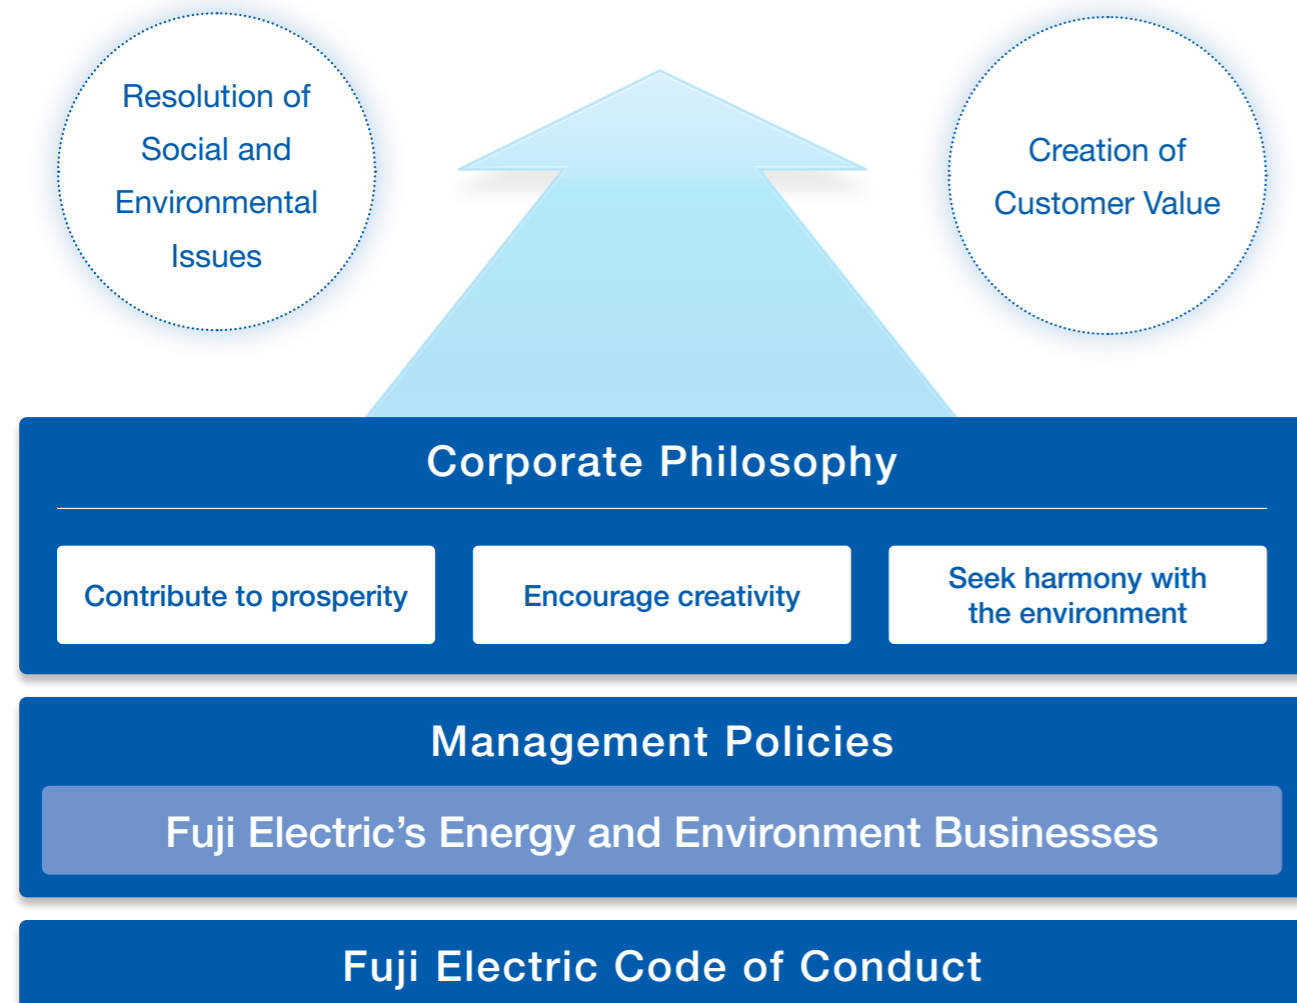 Resolution of
Social and
Environmental
Issues
Creation of
Customer Value
Corporate Philosophy
Contribute to prosperity
Encourage creativity
Seek harmony with
the environment
Management Policies
Fuji Electric’s Energy and Environment Businesses
Fuji Electric Code of Conduct